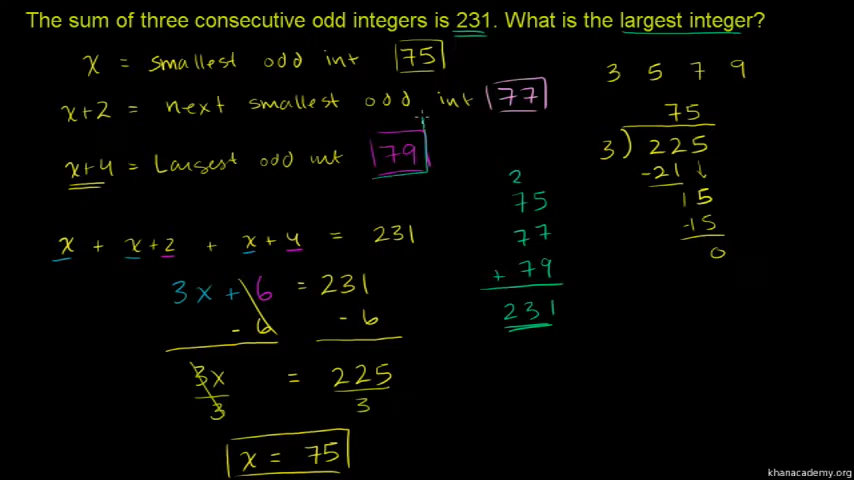 The sum of three consecutive odd integers is 231. What is the largest integer?
x = smallest odd int 75
x+2 = next smallest odd int 77
x+4 = Largest odd int 79
x + x+2 + x+4 = 231
3x + 6 = 231
- 6 - 6
3x = 225
3 3
x = 75
2
75
77
+ 79
231
3 5 7 9
75
3) 225
-21
15
-15
0
khanacademy.org